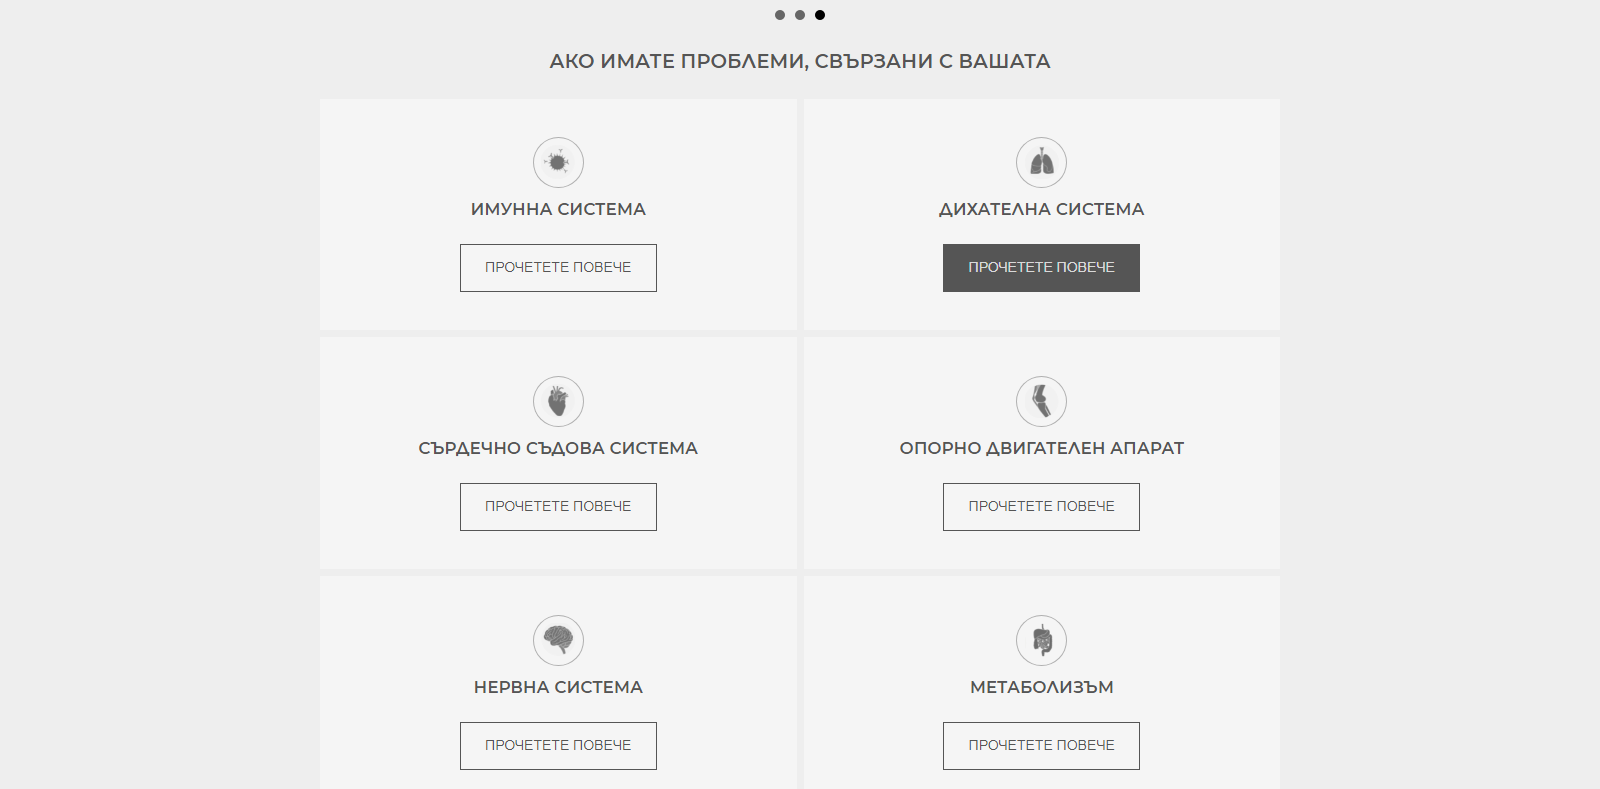 АКО ИМАТЕ ПРОБЛЕМИ, СВЪРЗАНИ С ВАШАТА
ИМУННА СИСТЕМА
ПРОЧЕТЕТЕ ПОВЕЧЕ
ДИХАТЕЛНА СИСТЕМА
ПРОЧЕТЕТЕ ПОВЕЧЕ
СЪРДЕЧНО СЪДОВА СИСТЕМА
ПРОЧЕТЕТЕ ПОВЕЧЕ
ОПОРНО ДВИГАТЕЛЕН АПАРАТ
ПРОЧЕТЕТЕ ПОВЕЧЕ
НЕРВНА СИСТЕМА
ПРОЧЕТЕТЕ ПОВЕЧЕ
МЕТАБОЛИЗЪМ
ПРОЧЕТЕТЕ ПОВЕЧЕ